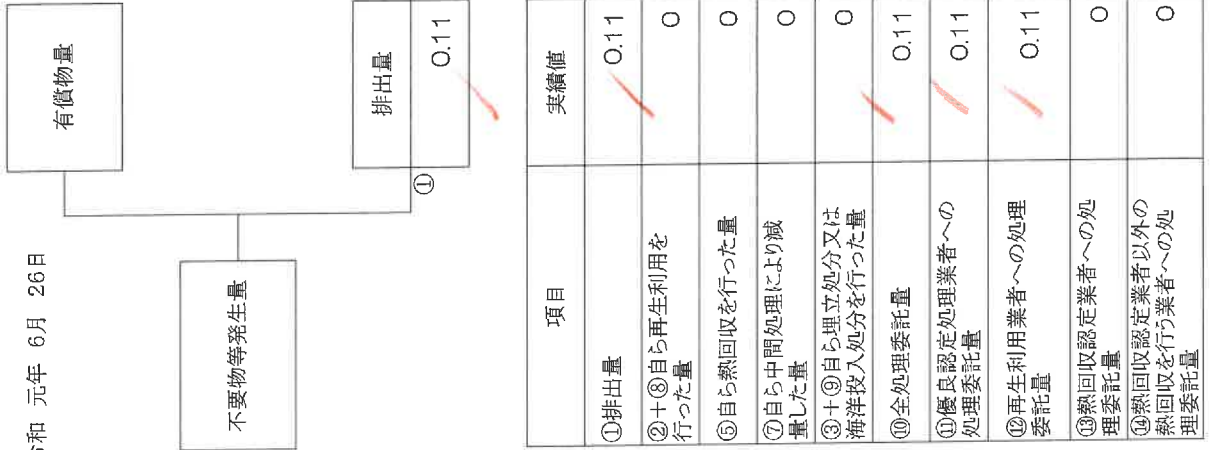 和 元年 6月 26日
有償物量
不要物等発生量
排出量
① 0.11
項目 実績値
①排出量 0.11
②+⑧自ら再生利用を
行った量 0
⑤自ら熱回収を行った量 0
⑦自ら中間処理により減
量した量 0
③+⑨自ら埋立処分又は
海洋投入処分を行った量 0
⑩全処理委託量 0.11
⑪優良認定処理業者への
処理委託量 0.11
⑫再生利用業者への処理
委託量 0.11
⑬熱回収認定業者への処
理委託量 0
⑭熱回収認定業者以外の
熱回収を行う業者への処
理委託量 0